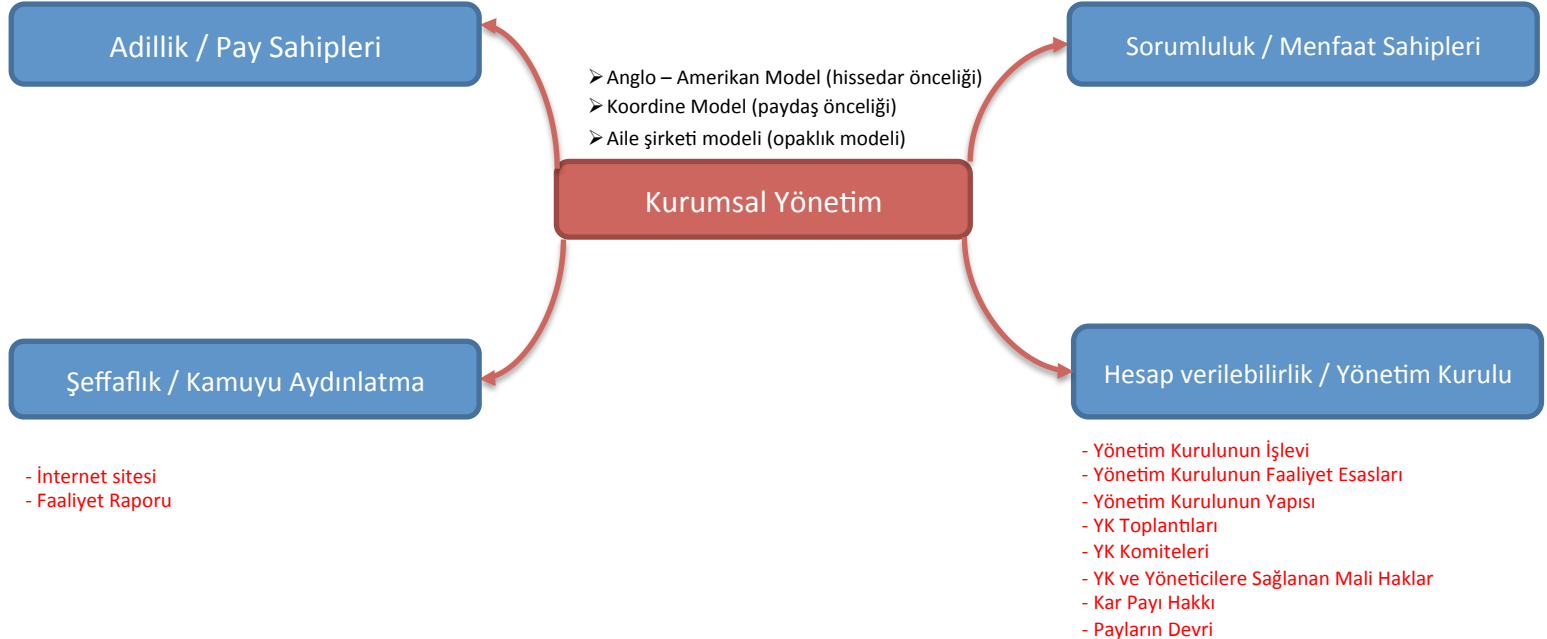 Adillik / Pay Sahipleri
Sorumluluk / Menfaat Sahipleri
➢ Anglo – Amerikan Model (hissedar önceliği)
➢ Koordine Model (paydaş önceliği)
➢ Aile şirketi modeli (opaklık modeli)
Kurumsal Yönetim
Şeffaflık / Kamuyu Aydınlatma
Hesap verilebilirlik / Yönetim Kurulu
- İnternet sitesi
- Faaliyet Raporu
- Yönetim Kurulunun İşlevi
- Yönetim Kurulunun Faaliyet Esasları
- Yönetim Kurulunun Yapısı
- YK Toplantıları
- YK Komiteleri
- YK ve Yöneticilere Sağlanan Mali Haklar
- Kar Payı Hakkı
- Payların Devri